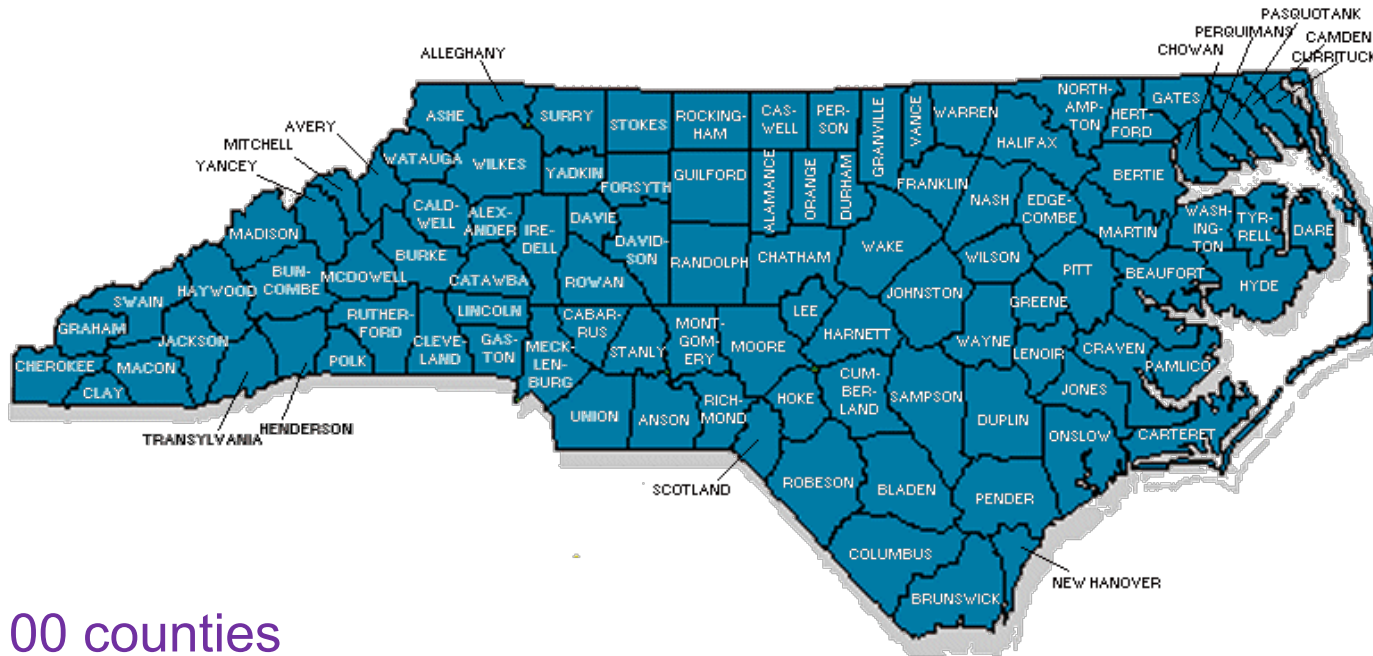 PASQUOTANK
PERQUIMANS
CAMDEN
CHOWAN
CURRITUCK
ALLEGHANY
ASHE
SURRY
STOKES
ROCKING-
HAM
CAS-
WELL
PER-
SON
GRANVILLE
VANCE
WARREN
NORTH-
AMP-
TON
HERT-
FORD
GATES
HALIFAX
AVERY
MITCHELL
YANCEY
WATAUGA
WILKES
YADKIN
FORSYTH
GUILFORD
ALAMANCE
ORANGE
DURHAM
FRANKLIN
NASH
EDGE-
COMBE
BERTIE
MARTIN
WASH-
ING-
TON
TYR-
RELL
DARE
MADISON
CALD-
WELL
ALEX-
ANDER
IRE-
DELL
DAVIE
DAVID-
SON
RANDOLPH
CHATHAM
WAKE
WILSON
PITT
BEAUFORT
HYDE
SWAIN
HAYWOOD
BUN-
COMBE
MCDOWELL
BURKE
CATAWBA
ROWAN
JOHNSTON
GREENE
GRAHAM
JACKSON
RUTHER-
FORD
CLEVE-
LAND
LINCOLN
GAS-
TON
MECK-
LEN-
BURG
CABAR-
RUS
STANLY
MONT-
GOM-
ERY
MOORE
LEE
HARNETT
WAYNE
LENOIR
CRAVEN
PAMLICO
CHEROKEE
MACON
CLAY
POLK
TRANSYLVANIA
HENDERSON
UNION
ANSON
RICH-
MOND
HOKE
CUM-
BER-
LAND
SAMPSON
DUPLIN
JONES
ONSLOW
CARTERET
SCOTLAND
ROBESON
BLADEN
PENDER
COLUMBUS
BRUNSWICK
NEW HANOVER
00 counties